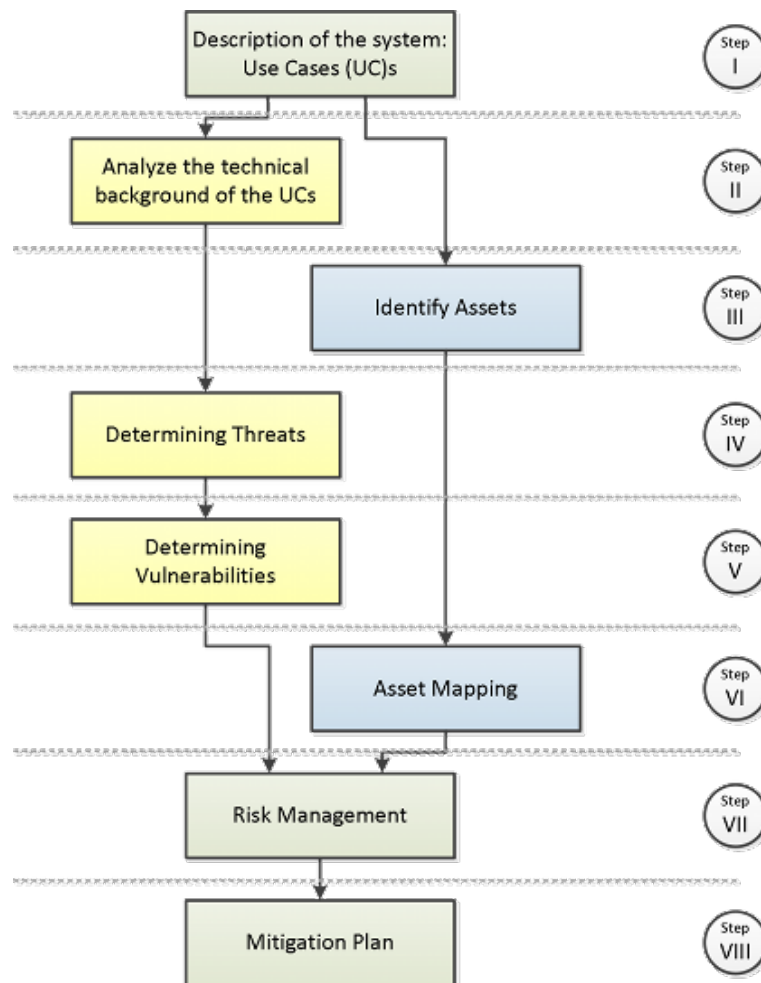 Description of the system:
Use Cases (UC)s
Step
I
Analyze the technical
background of the UCs
Step
II
Identify Assets
Step
III
Determining Threats
Step
IV
Determining
Vulnerabilities
Step
V
Asset Mapping
Step
VI
Risk Management
Step
VII
Mitigation Plan
Step
VIII